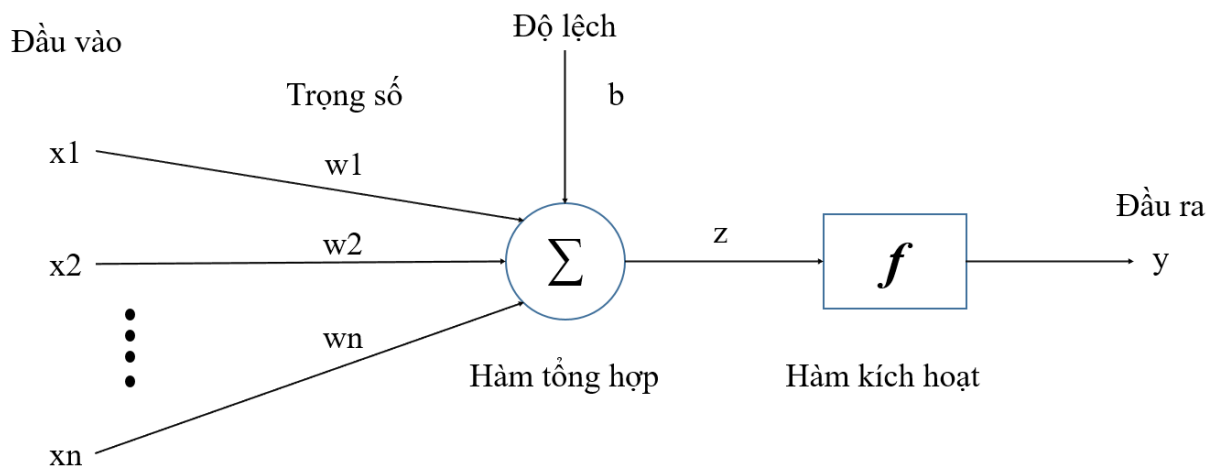 Độ lệch
Đầu vào
Trọng số
b
x1
w1
Đầu ra
x2
w2
∑
z
f
y
wn
Hàm tổng hợp
Hàm kích hoạt
xn